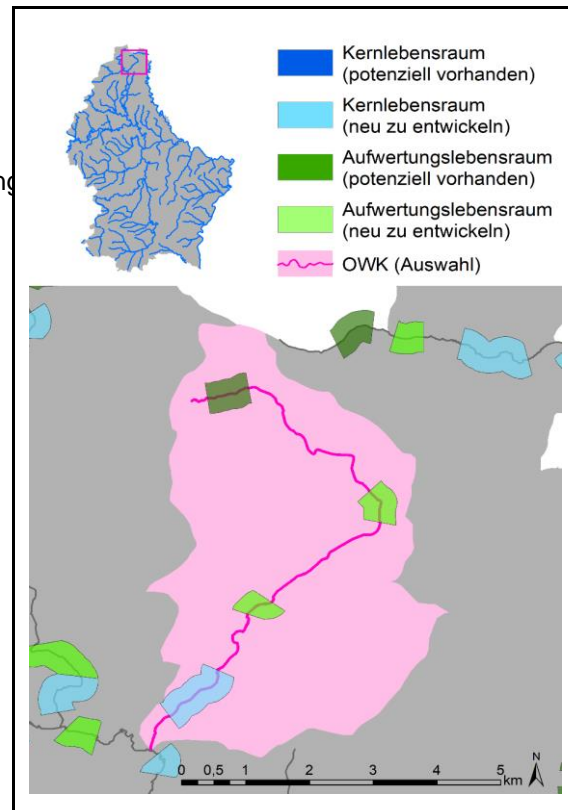 Kernlebensraum
(potenziell vorhanden)
Kernlebensraum
(neu zu entwickeln)
Aufwertungslebensraum
(potenziell vorhanden)
Aufwertungslebensraum
(neu zu entwickeln)
OWK (Auswahl)
N
0 0,5 1 2 3 4 5
km